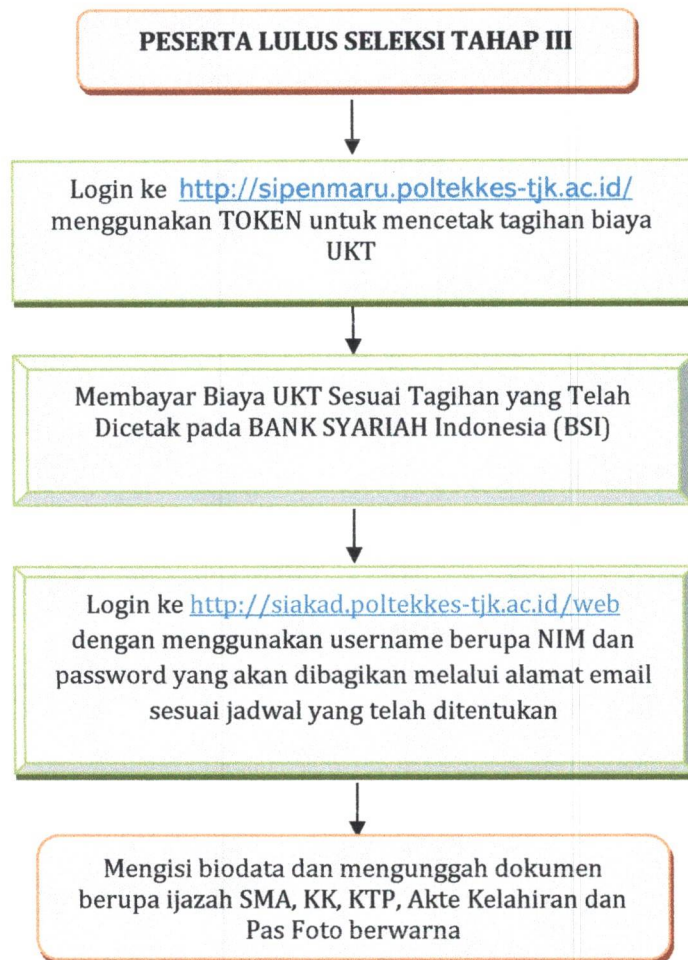 PESERTA LULUS SELEKSI TAHAP III
Login ke http://sipenmaru.poltekkes-tjk.ac.id/
menggunakan TOKEN untuk mencetak tagihan biaya
UKT
Membayar Biaya UKT Sesuai Tagihan yang Telah
Dicetak pada BANK SYARIAH Indonesia (BSI)
Login ke http://siakad.poltekkes-tjk.ac.id/web
dengan menggunakan username berupa NIM dan
password yang akan dibagikan melalui alamat email
sesuai jadwal yang telah ditentukan
Mengisi biodata dan mengunggah dokumen
berupa ijazah SMA, KK, KTP, Akte Kelahiran dan
Pas Foto berwarna